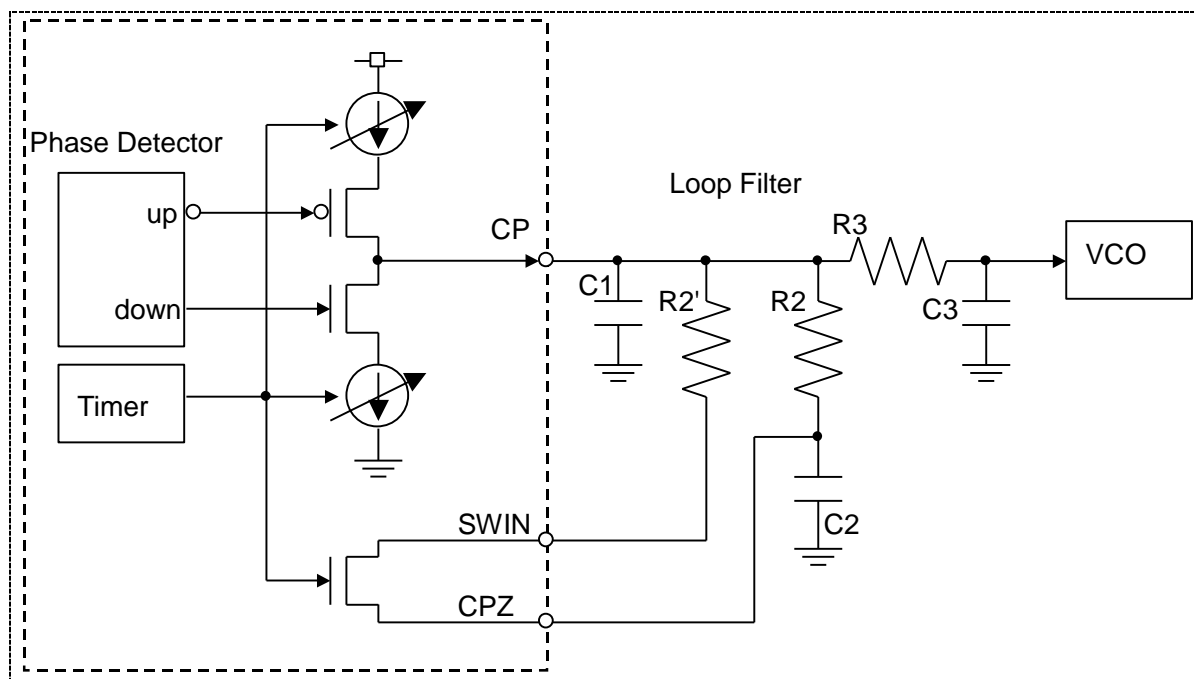 Phase Detector
up
down
Timer
CP
SWIN
CPZ
Loop Filter
C1
R2'
R2
R3
C3
C2
VCO